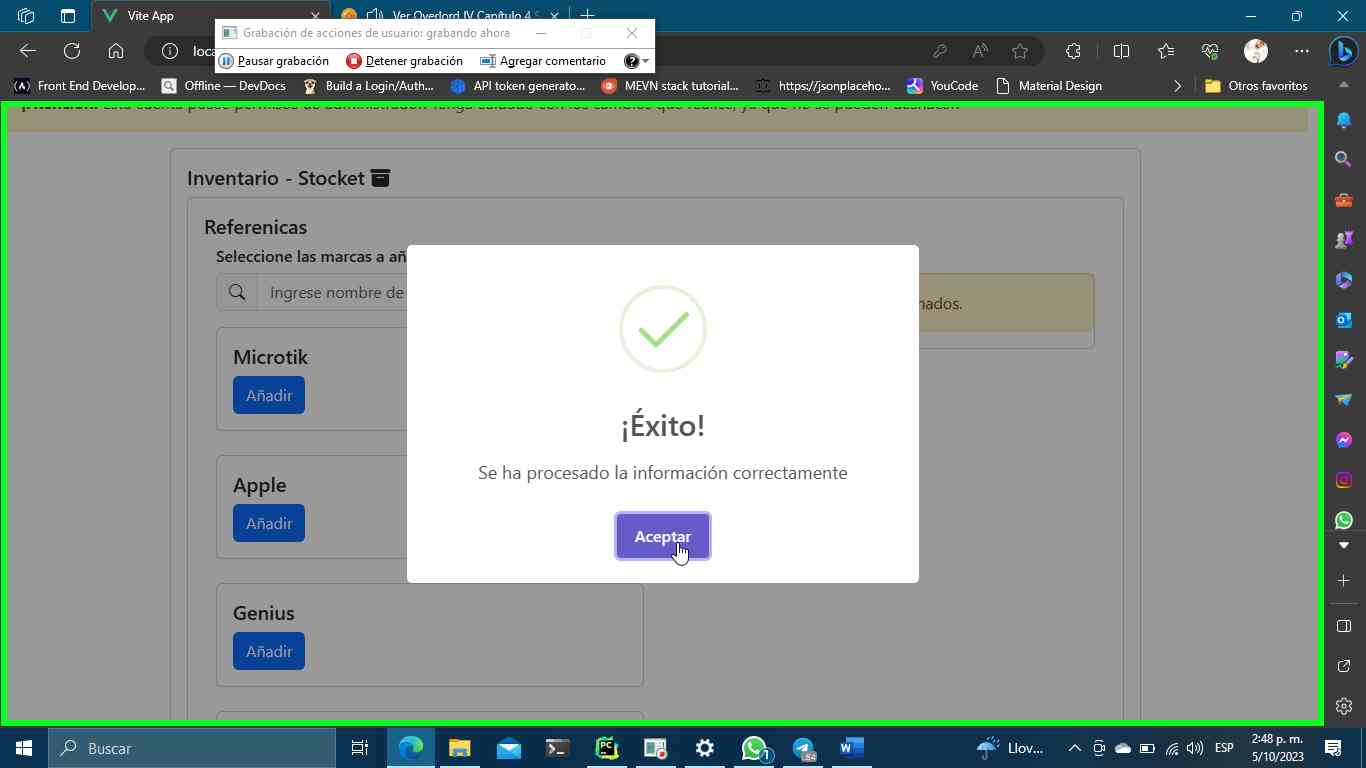 Vite App
Ver Overlord IV Capítulo 4 S
Grabación de acciones de usuario: grabando ahora
Pausar grabación
Detener grabación
Agregar comentario
Front End Develop...
Offline — DevDocs
Build a Login/Auth...
API token generato...
MEVN stack tutorial...
https://jsonplaceho...
YouCode
Material Design
Otros favoritos
Inventario - Stocket
Referenicas
Seleccione las marcas a añ
Ingrese nombre de
nados.
Microtik
Añadir
Apple
Añadir
Genius
Añadir
¡Éxito!
Se ha procesado la información correctamente
Aceptar
Buscar
1
64
Llov...
ESP
2:48 p. m.
5/10/2023